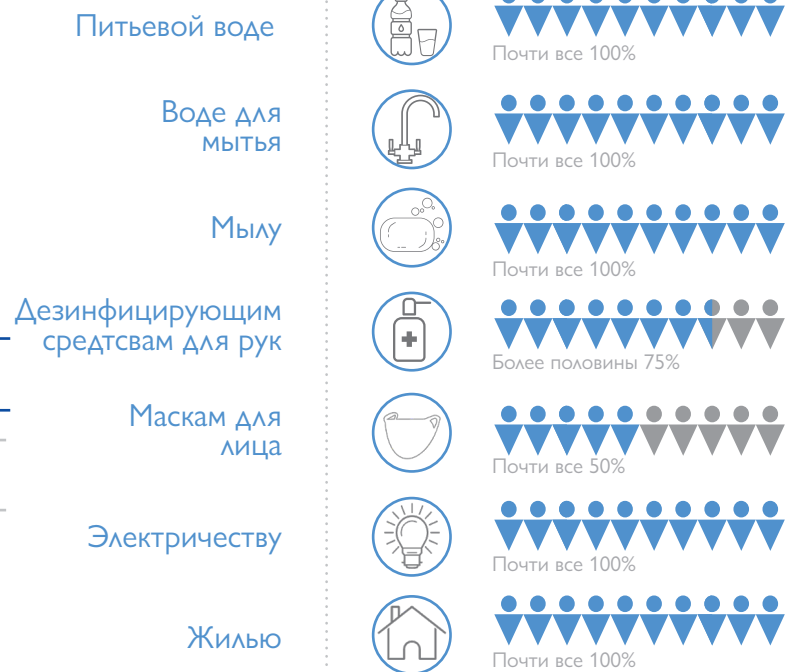 Питьевой воде
Почти все 100%
Воде для
мытья
Почти все 100%
Мылу
Почти все 100%
Дезинфицирующим
средтсвам для рук
Более половины 75%
Маскам для
лица
Почти все 50%
Электричеству
Почти все 100%
Жилью
Почти все 100%